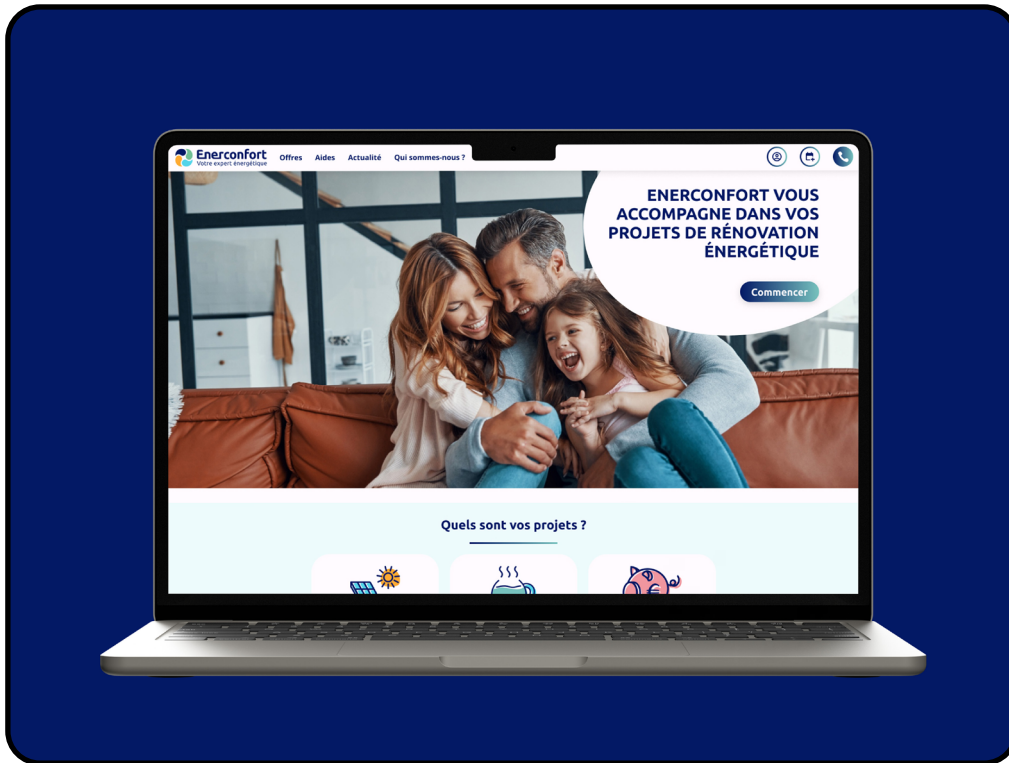 Enerconfort
Votre expert énergétique
Offres Aides Actualité Qui sommes-nous ?
ENERCONFORT VOUS
ACCOMPAGNE DANS VOS
PROJETS DE RÉNOVATION
ÉNERGÉTIQUE
Commencer
Quels sont vos projets ?